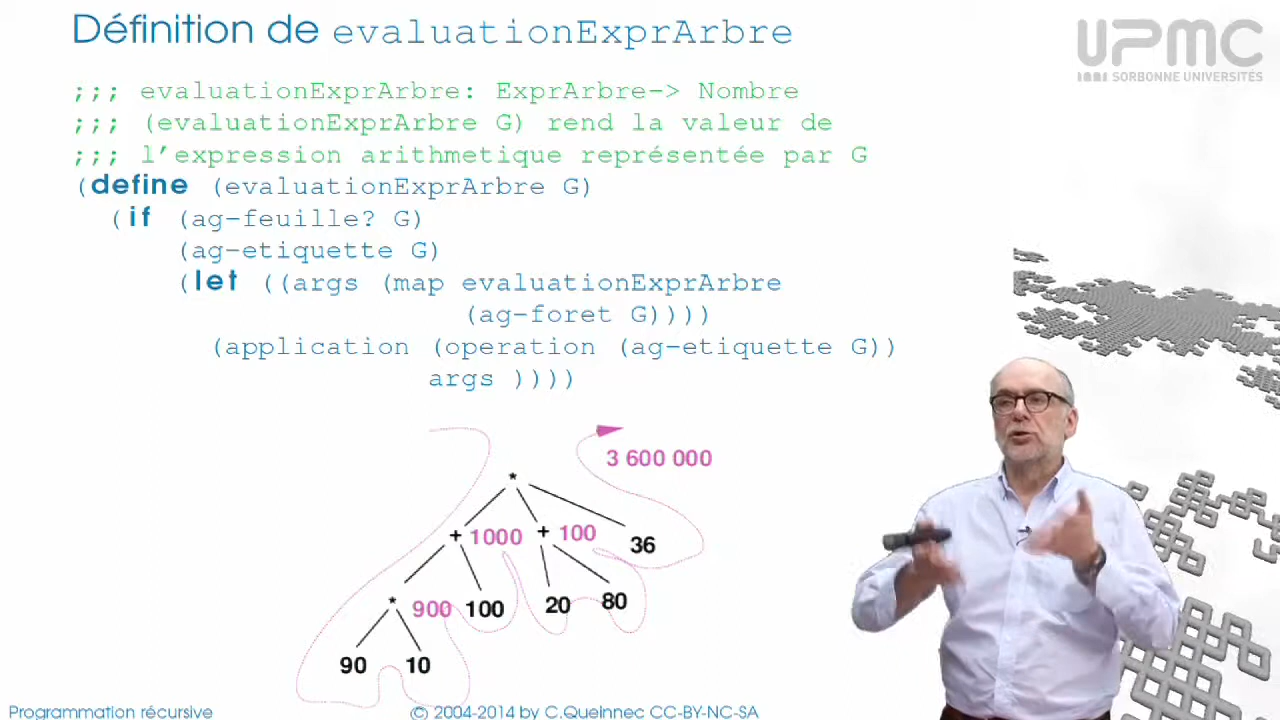 Définition de evaluationExprArbre
UPMC
SORBONNE UNIVERSITÉS
;;; evaluationExprArbre: ExprArbre-> Nombre
;;; (evaluationExprArbre G) rend la valeur de
;;; l'expression arithmetique représentée par G
(define (evaluationExprArbre G)
(if (ag-feuille? G)
(ag-etiquette G)
(let ((args (map evaluationExprArbre
(ag-foret G))))
(application (operation (ag-etiquette G))
args ))))
3 600 000
*
+ 1000 + 100 36
* 900 100 20 80
90 10
Programmation récursive
© 2004-2014 by C.Queinnec CC-BY-NC-SA